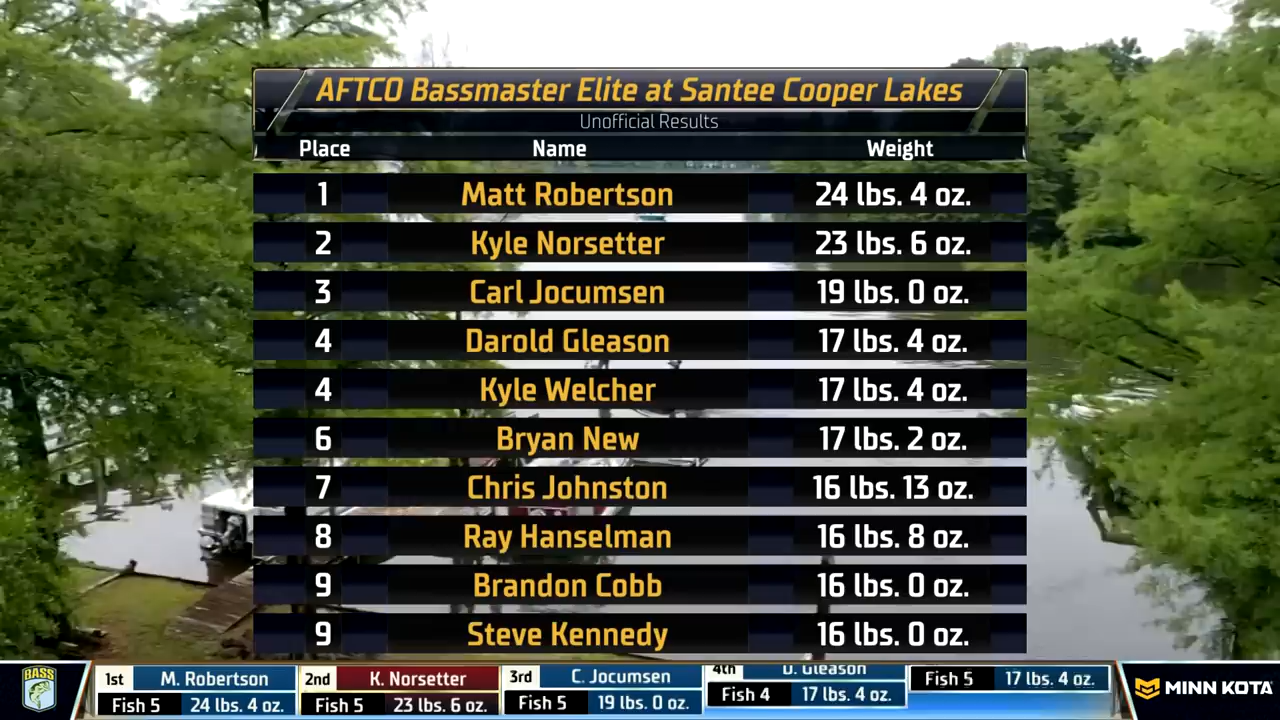 AFTCO Bassmaster Elite at Santee Cooper Lakes
Unofficial Results
Place Name Weight
1 Matt Robertson 24 lbs. 4 oz.
2 Kyle Norsetter 23 lbs. 6 oz.
3 Carl Jocumsen 19 lbs. 0 oz.
4 Darold Gleason 17 lbs. 4 oz.
4 Kyle Welcher 17 lbs. 4 oz.
6 Bryan New 17 lbs. 2 oz.
7 Chris Johnston 16 lbs. 13 oz.
8 Ray Hanselman 16 lbs. 8 oz.
9 Brandon Cobb 16 lbs. 0 oz.
9 Steve Kennedy 16 lbs. 0 oz.
BASS
1st M. Robertson
Fish 5 24 lbs. 4 oz.
2nd K. Norsetter
Fish 5 23 lbs. 6 oz.
3rd C. Jocumsen
Fish 5 19 lbs. 0 oz.
4th D. Gleason
Fish 4 17 lbs. 4 oz.
Fish 5 17 lbs. 4 oz.
MINN KOTA